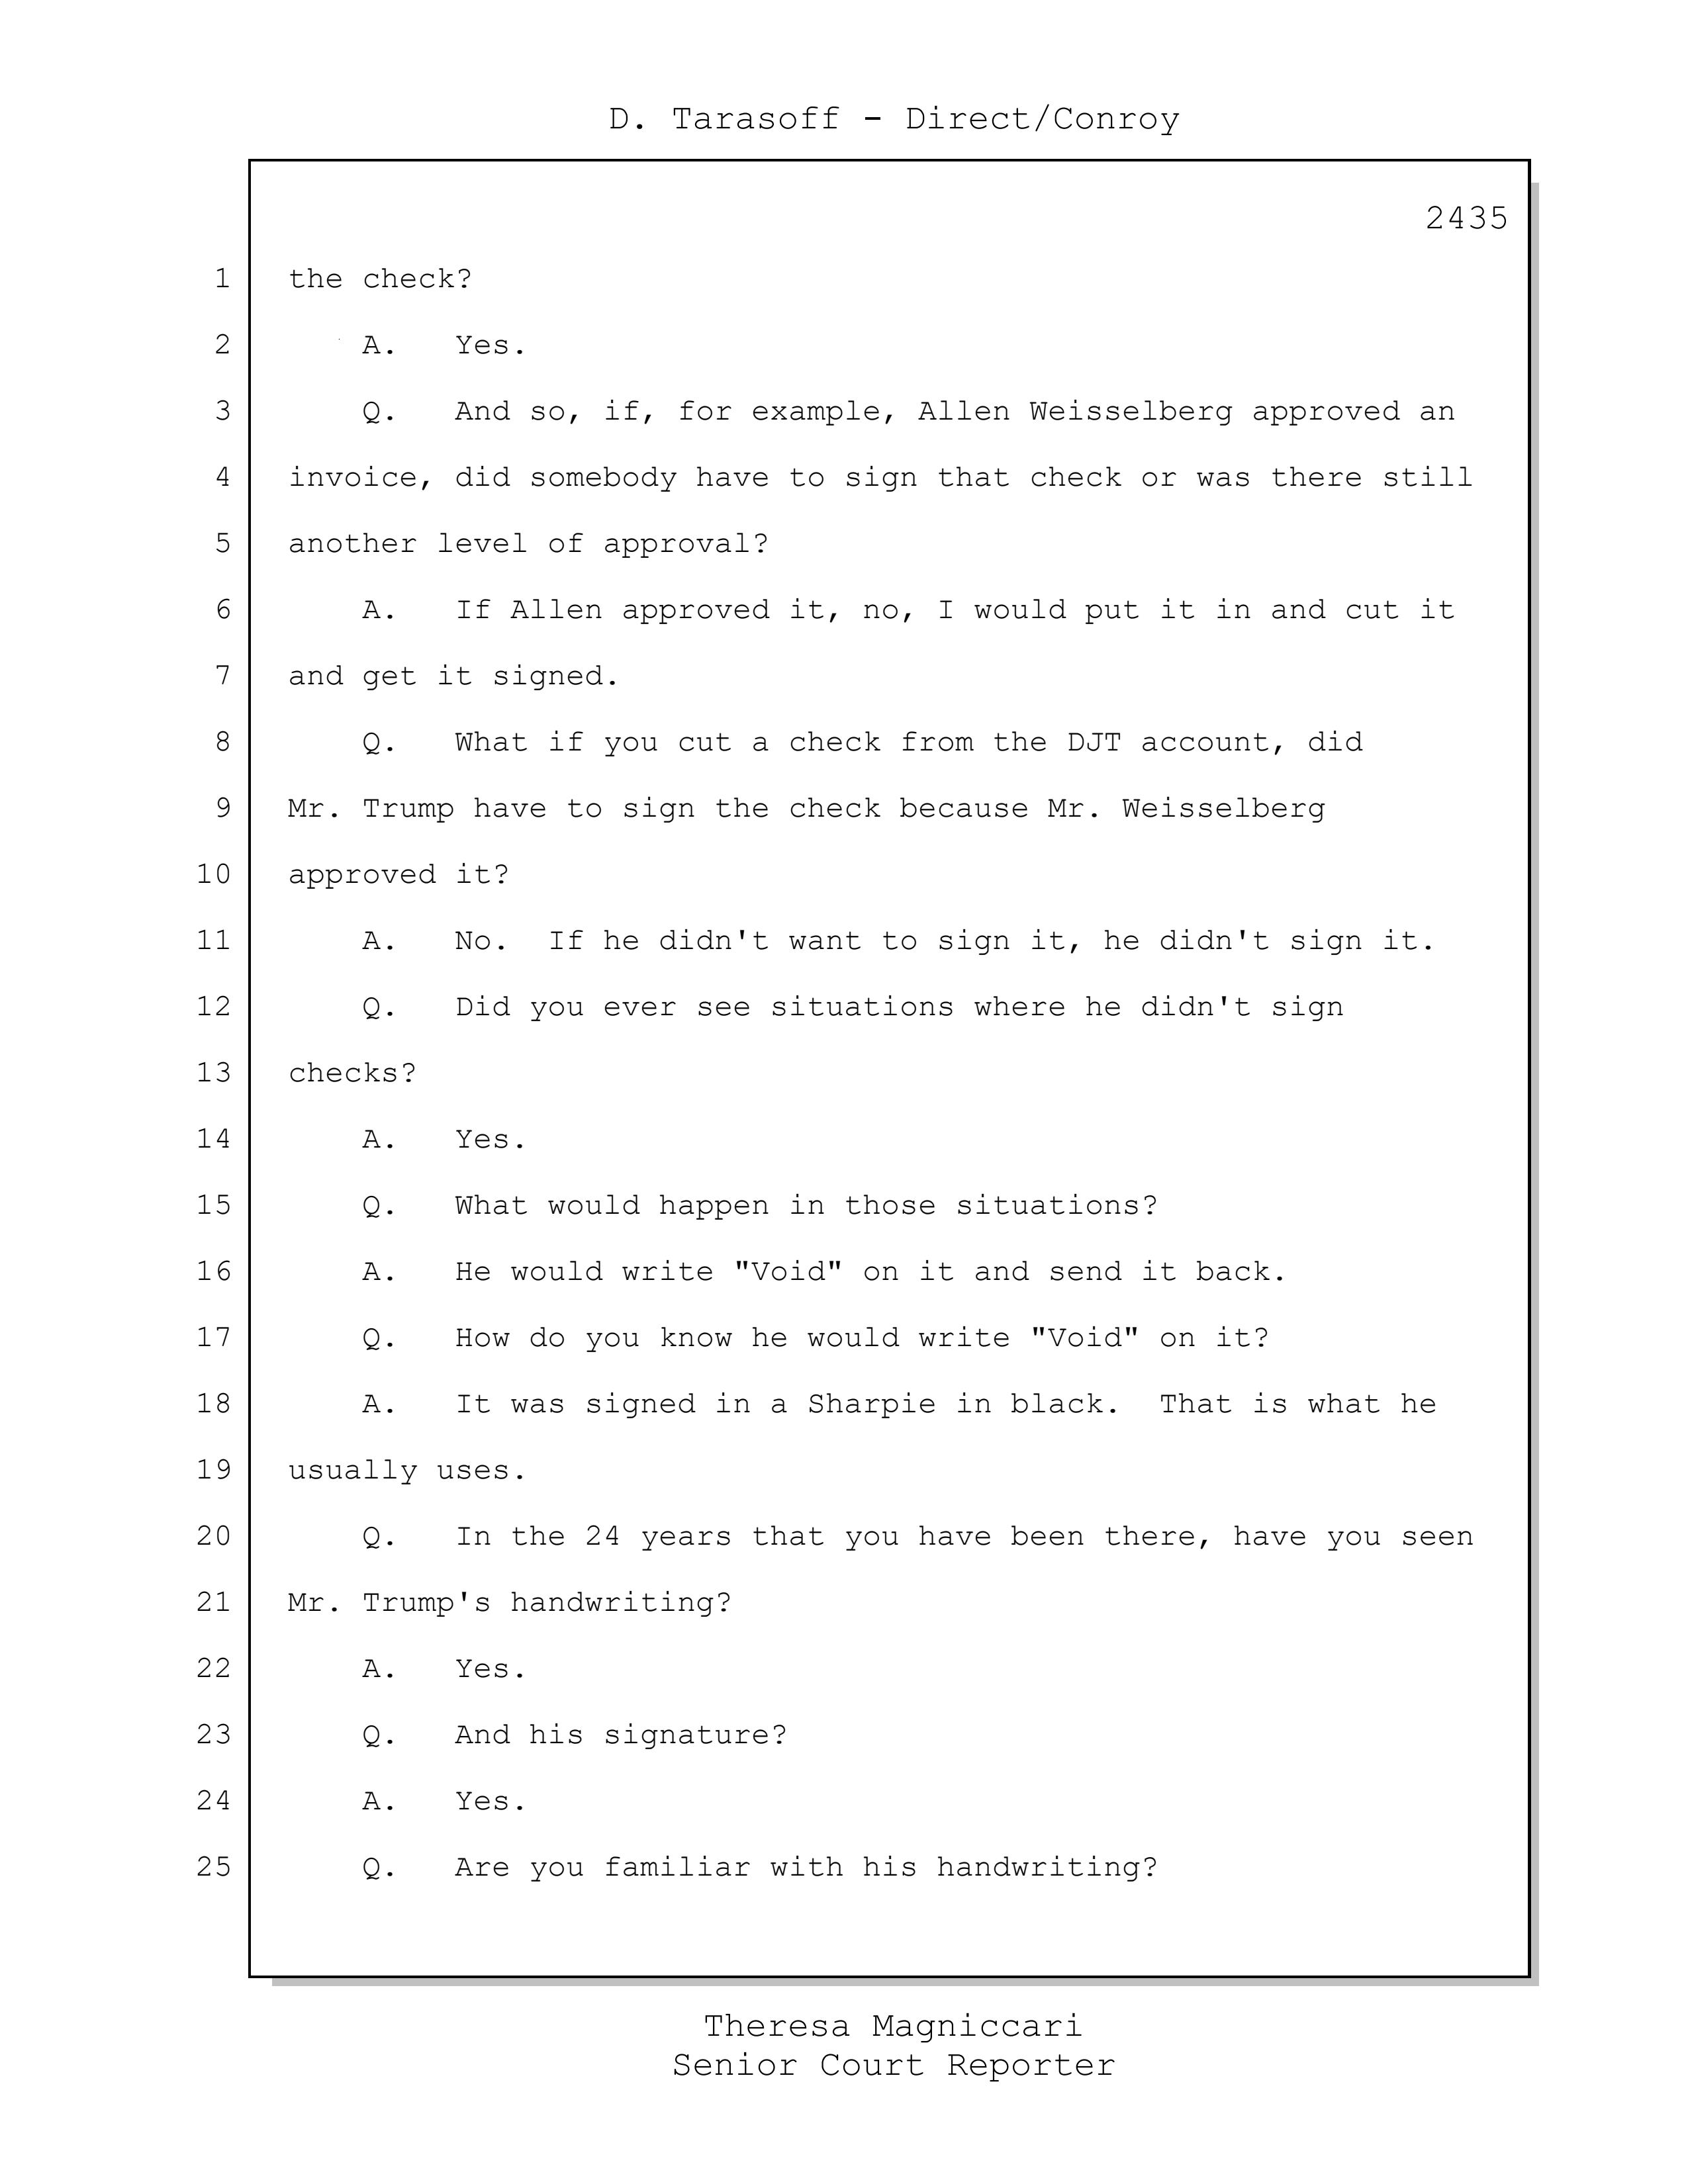 D. Tarasoff - Direct/Conroy
2435
1 the check?
2 A. Yes.
3 Q. And so, if, for example, Allen Weisselberg approved an
4 invoice, did somebody have to sign that check or was there still
5 another level of approval?
6 A. If Allen approved it, no, I would put it in and cut it
7 and get it signed.
8 Q. What if you cut a check from the DJT account, did
9 Mr. Trump have to sign the check because Mr. Weisselberg
10 approved it?
11 A. No. If he didn't want to sign it, he didn't sign it.
12 Q. Did you ever see situations where he didn't sign
13 checks?
14 A. Yes.
15 Q. What would happen in those situations?
16 A. He would write "Void" on it and send it back.
17 Q. How do you know he would write "Void" on it?
18 A. It was signed in a Sharpie in black. That is what he
19 usually uses.
20 Q. In the 24 years that you have been there, have you seen
21 Mr. Trump's handwriting?
22 A. Yes.
23 Q. And his signature?
24 A. Yes.
25 Q. Are you familiar with his handwriting?
Theresa Magniccari
Senior Court Reporter